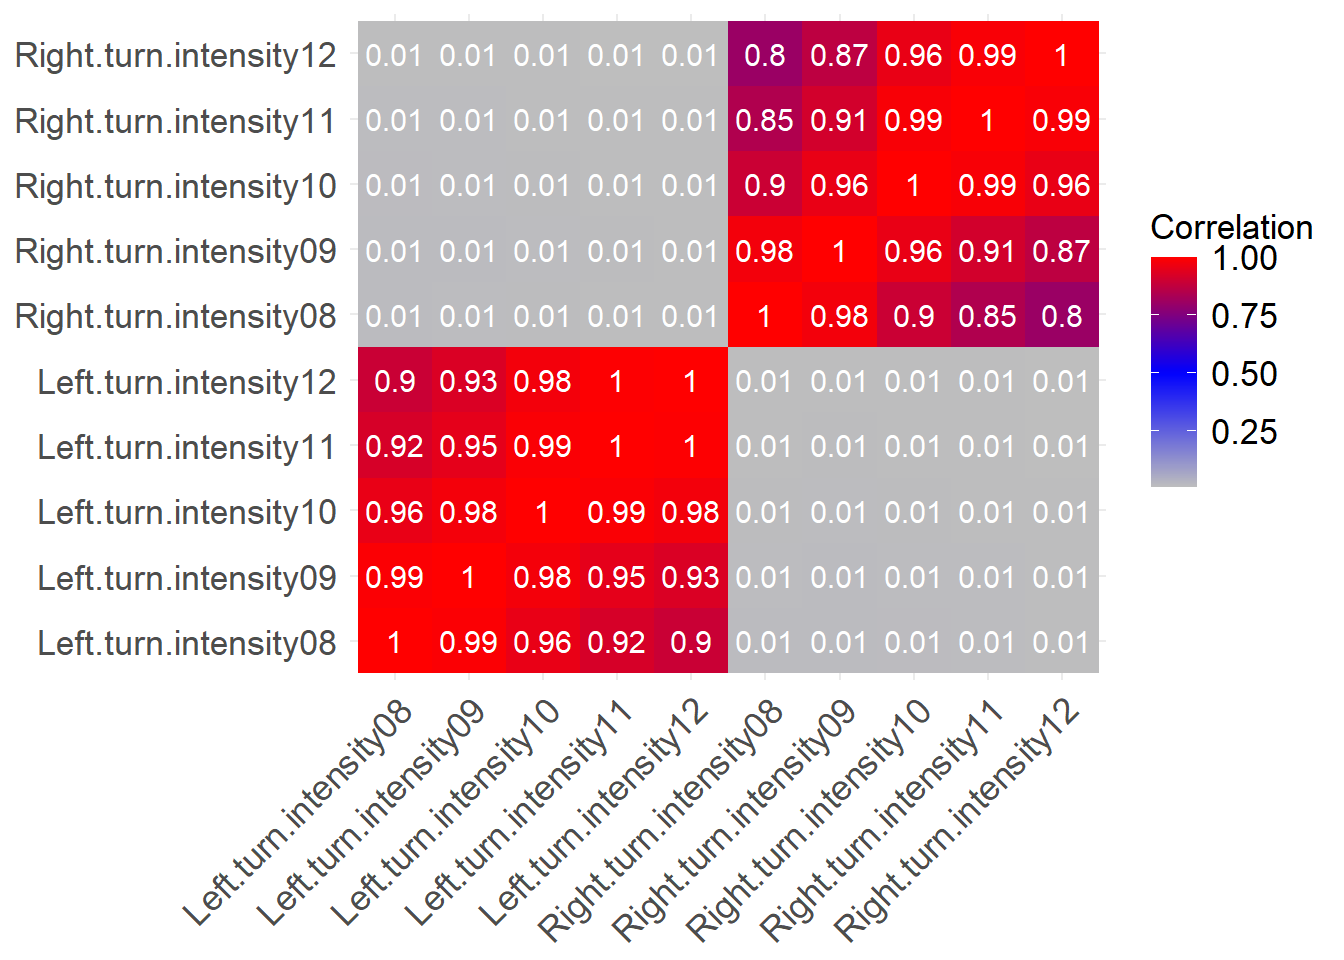 Right.turn.intensity12 0.01 0.01 0.01 0.01 0.01 0.8 0.87 0.96 0.99 1
Right.turn.intensity11 0.01 0.01 0.01 0.01 0.01 0.85 0.91 0.99 1 0.99
Right.turn.intensity10 0.01 0.01 0.01 0.01 0.01 0.9 0.96 1 0.99 0.96
Right.turn.intensity09 0.01 0.01 0.01 0.01 0.01 0.98 1 0.96 0.91 0.87
Right.turn.intensity08 0.01 0.01 0.01 0.01 0.01 1 0.98 0.9 0.85 0.8
Left.turn.intensity12 0.9 0.93 0.98 1 1 0.01 0.01 0.01 0.01 0.01
Left.turn.intensity11 0.92 0.95 0.99 1 1 0.01 0.01 0.01 0.01 0.01
Left.turn.intensity10 0.96 0.98 1 0.99 0.98 0.01 0.01 0.01 0.01 0.01
Left.turn.intensity09 0.99 1 0.98 0.95 0.93 0.01 0.01 0.01 0.01 0.01
Left.turn.intensity08 1 0.99 0.96 0.92 0.9 0.01 0.01 0.01 0.01 0.01
Left.turn.intensity08
Left.turn.intensity09
Left.turn.intensity10
Left.turn.intensity11
Left.turn.intensity12
Right.turn.intensity08
Right.turn.intensity09
Right.turn.intensity10
Right.turn.intensity11
Right.turn.intensity12
Correlation
1.00
0.75
0.50
0.25